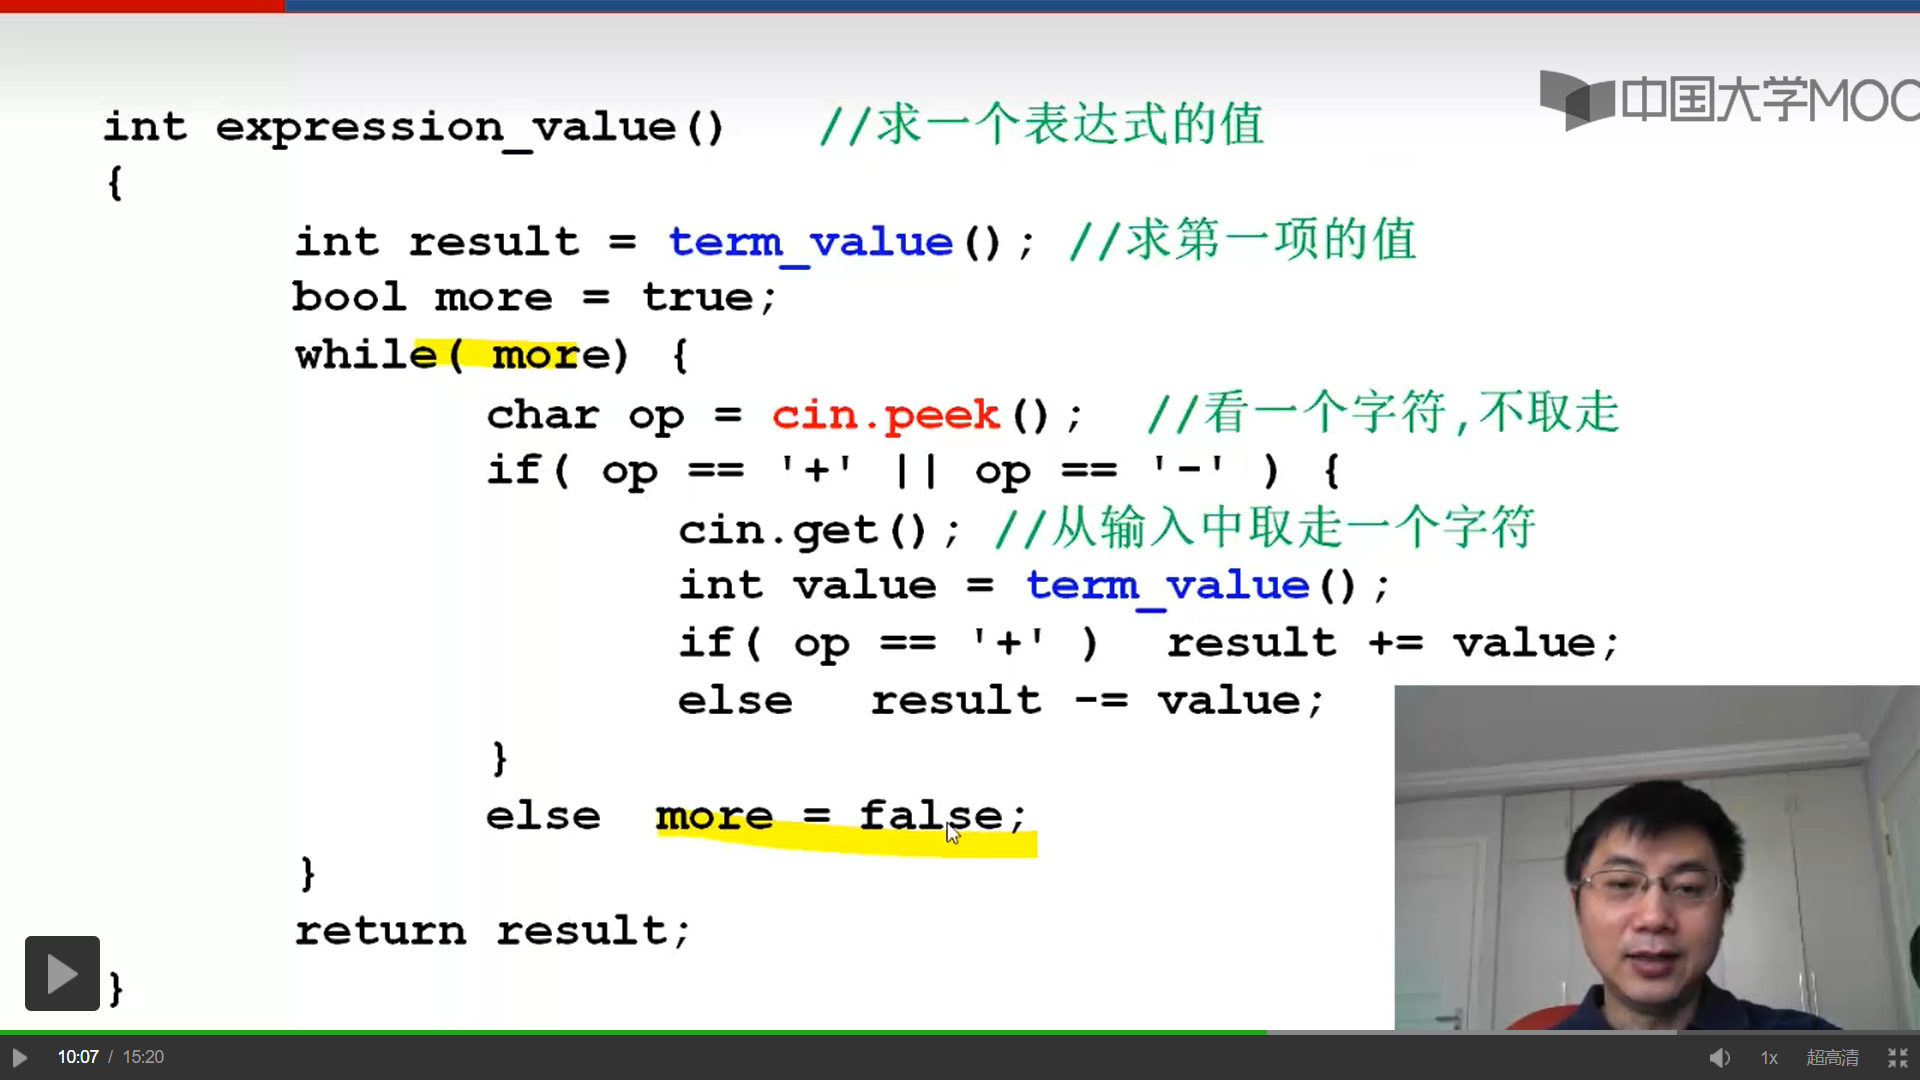 中国大学MOOC
int expression_value() //求一个表达式的值
{
int result = term_value(); //求第一项的值
bool more = true;
while( more) {
char op = cin.peek(); //看一个字符,不取走
if( op == '+' || op == '-' ) {
cin.get(); //从输入中取走一个字符
int value = term_value();
if( op == '+' ) result += value;
else result -= value;
}
else more = false;
}
return result;
}
10:07 / 15:20 1x 超高清